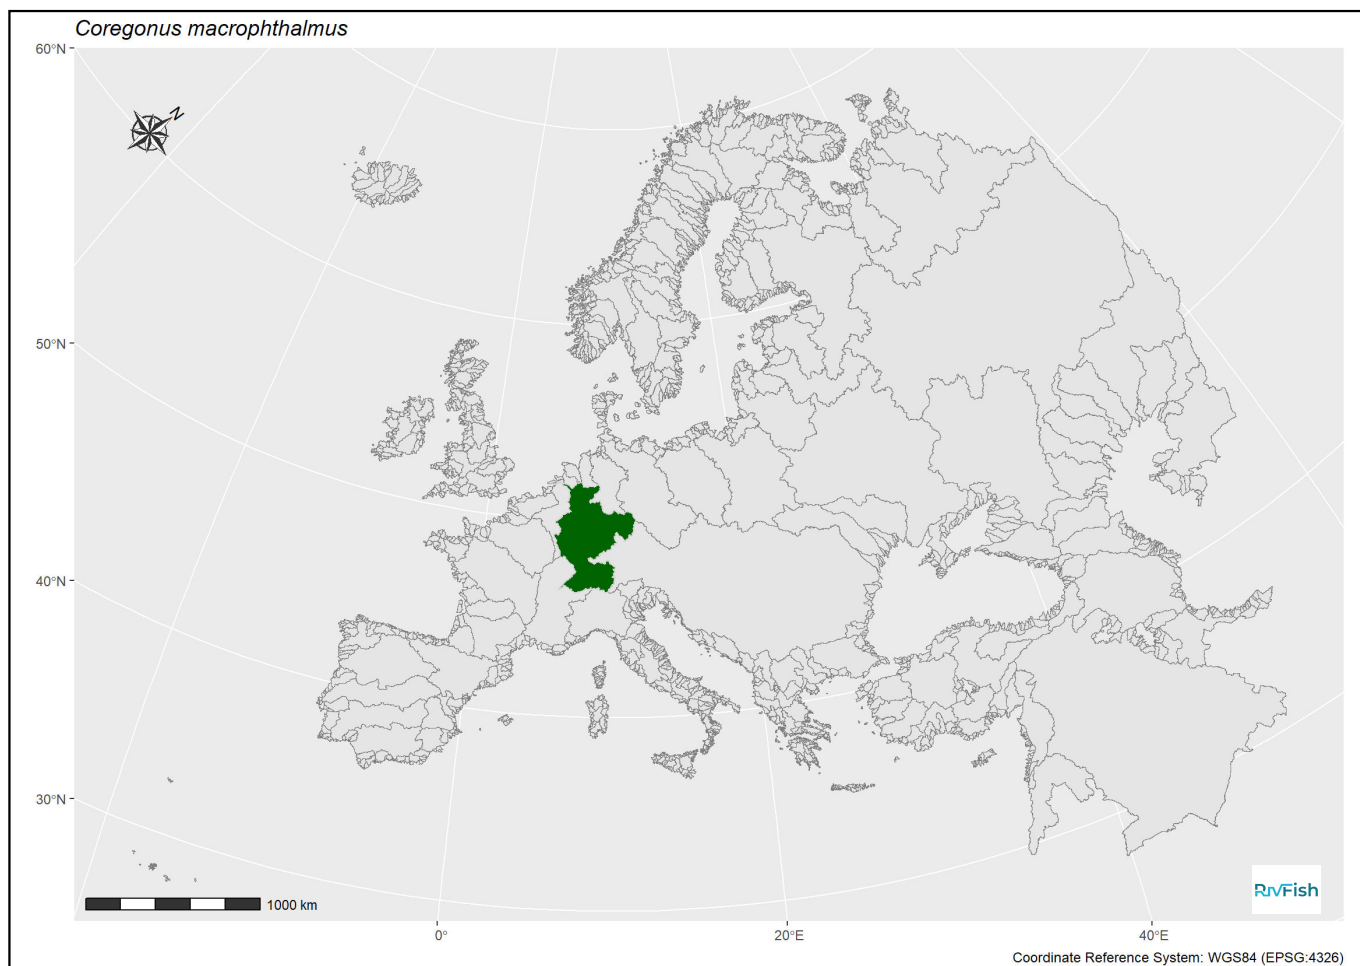 Coregonus macrophthalmus
60°N
N
50°N
40°N
30°N
1000 km
RIVFISH
0°
20°E
40°E
Coordinate Reference System: WGS84 (EPSG:4326)